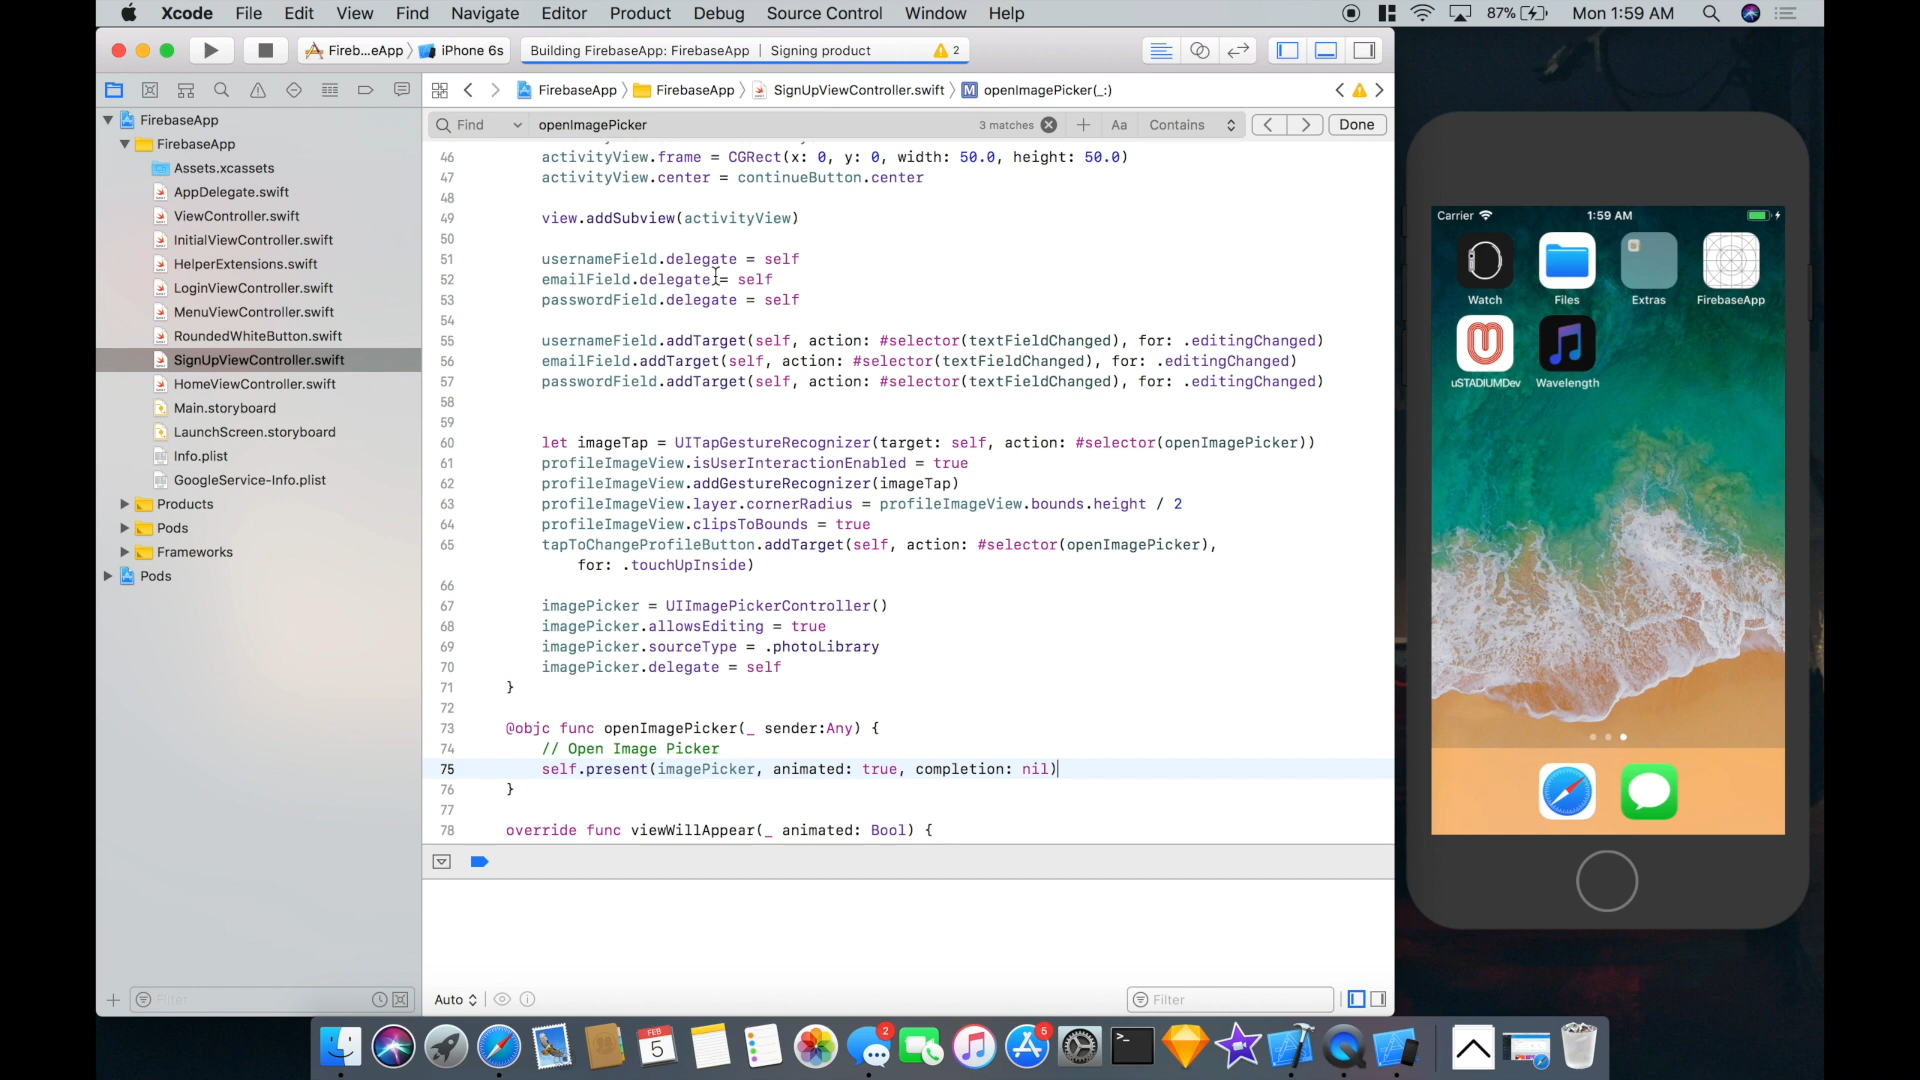 Xcode File Edit View Find Navigate Editor Product Debug Source Control Window Help 87% Mon 1:59 AM
Fireb...eApp iPhone 6s Building FirebaseApp: FirebaseApp | Signing product 2
FirebaseApp FirebaseApp SignUpViewController.swift M openImagePicker(_:)
Find openImagePicker 3 matches Aa Contains Done
FirebaseApp
FirebaseApp
Assets.xcassets
AppDelegate.swift
ViewController.swift
InitialViewController.swift
HelperExtensions.swift
LoginViewController.swift
MenuViewController.swift
RoundedWhiteButton.swift
SignUpViewController.swift
HomeViewController.swift
Main.storyboard
LaunchScreen.storyboard
Info.plist
GoogleService-Info.plist
Products
Pods
Frameworks
Pods
Filter
46 activityView.frame = CGRect(x: 0, y: 0, width: 50.0, height: 50.0)
47 activityView.center = continueButton.center
48
49 view.addSubview(activityView)
50
51 usernameField.delegate = self
52 emailField.delegate = self
53 passwordField.delegate = self
54
55 usernameField.addTarget(self, action: #selector(textFieldChanged), for: .editingChanged)
56 emailField.addTarget(self, action: #selector(textFieldChanged), for: .editingChanged)
57 passwordField.addTarget(self, action: #selector(textFieldChanged), for: .editingChanged)
58
59
60 let imageTap = UITapGestureRecognizer(target: self, action: #selector(openImagePicker))
61 profileImageView.isUserInteractionEnabled = true
62 profileImageView.addGestureRecognizer(imageTap)
63 profileImageView.layer.cornerRadius = profileImageView.bounds.height / 2
64 profileImageView.clipsToBounds = true
65 tapToChangeProfileButton.addTarget(self, action: #selector(openImagePicker),
for: .touchUpInside)
66
67 imagePicker = UIImagePickerController()
68 imagePicker.allowsEditing = true
69 imagePicker.sourceType = .photoLibrary
70 imagePicker.delegate = self
71 }
72
73 @objc func openImagePicker(_ sender:Any) {
74 // Open Image Picker
75 self.present(imagePicker, animated: true, completion: nil)
76 }
77
78 override func viewWillAppear(_ animated: Bool) {
Auto Filter
Carrier 1:59 AM
Watch Files Extras FirebaseApp
uSTADIUMDev Wavelength
FEB
5
2
5